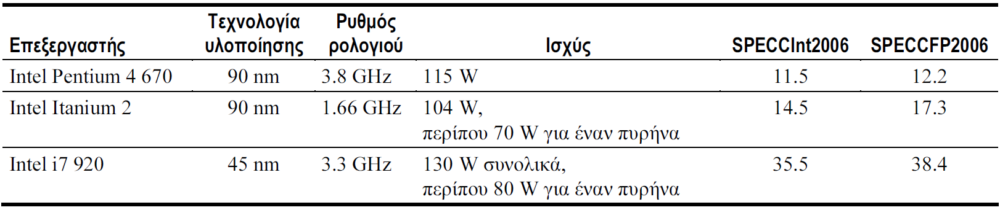 Επεξεργαστής Τεχνολογία υλοποίησης Ρυθμός ρολογιού Ισχύς SPECCInt2006 SPECCFP2006
Intel Pentium 4 670 90 nm 3.8 GHz 115 W 11.5 12.2
Intel Itanium 2 90 nm 1.66 GHz 104 W, 14.5 17.3
περίπου 70 W για έναν πυρήνα
Intel i7 920 45 nm 3.3 GHz 130 W συνολικά, 35.5 38.4
περίπου 80 W για έναν πυρήνα